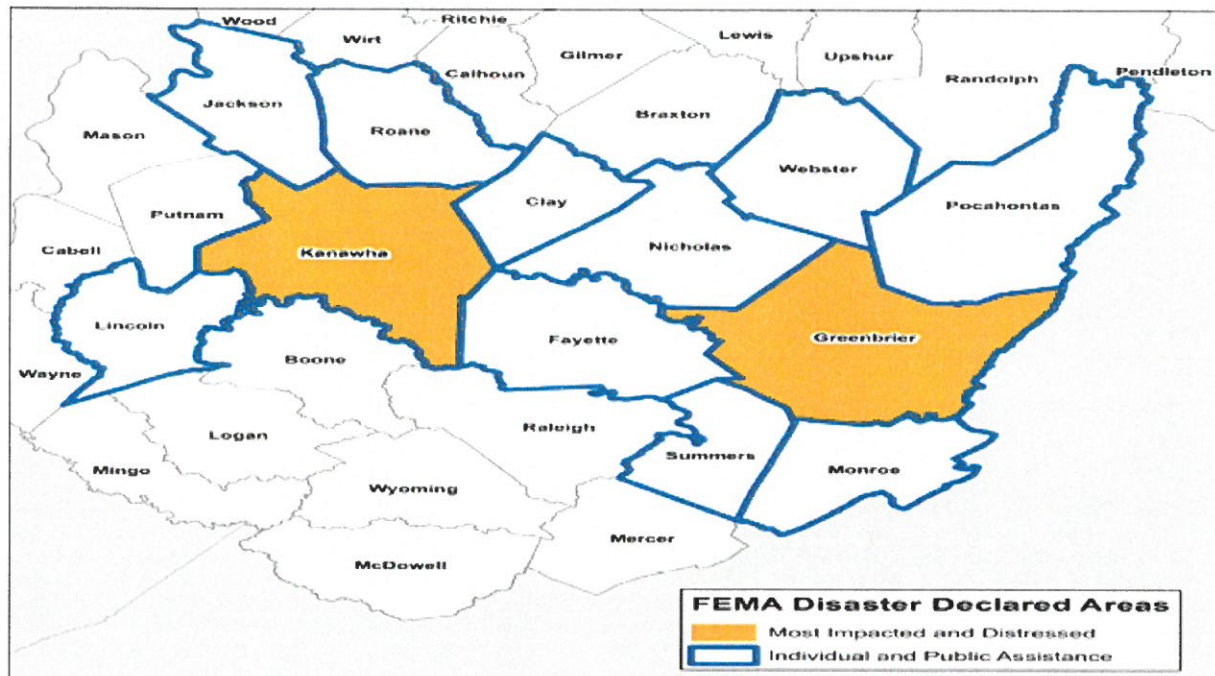 Wood
Ritchie
Wirt
Lewis
Gilmer
Upshur
Calhoun
Randolph
Pendleton
Jackson
Braxton
Mason
Roane
Webster
Clay
Pocahontas
Putnam
Nicholas
Cabell
Kanawha
Lincoln
Fayette
Greenbrier
Boone
Wayne
Raleigh
Logan
Summers
Monroe
Mingo
Wyoming
Mercer
McDowell
FEMA Disaster Declared Areas
Most Impacted and Distressed
Individual and Public Assistance